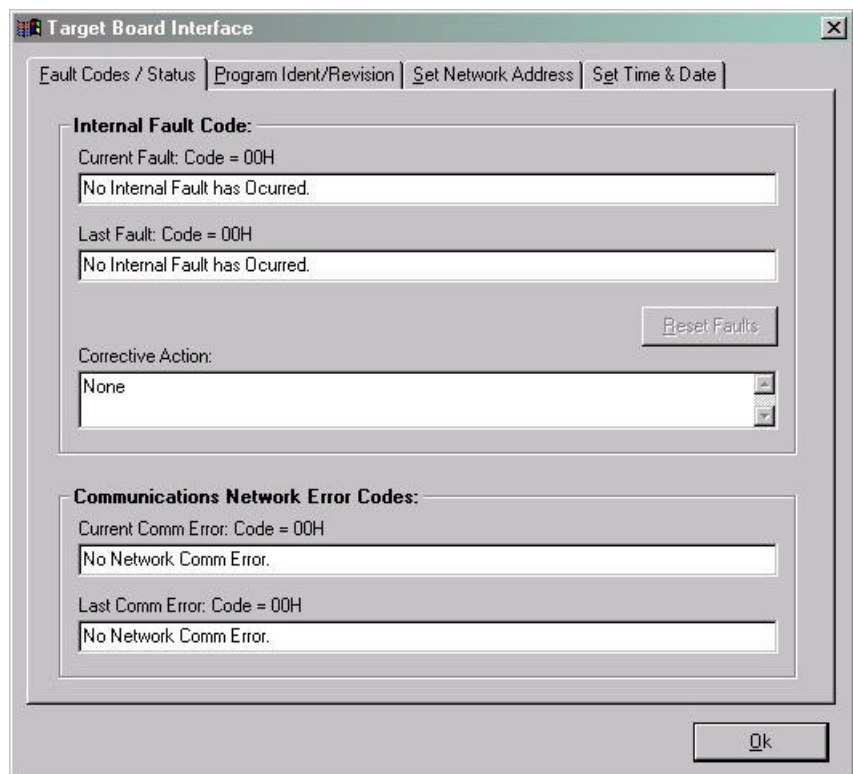 Target Board Interface
Fault Codes / Status Program Ident/Revision Set Network Address Set Time & Date
Internal Fault Code:
Current Fault: Code = 00H
No Internal Fault has Ocurred.
Last Fault: Code = 00H
No Internal Fault has Ocurred.
Reset Faults
Corrective Action:
None
Communications Network Error Codes:
Current Comm Error: Code = 00H
No Network Comm Error.
Last Comm Error: Code = 00H
No Network Comm Error.
Ok